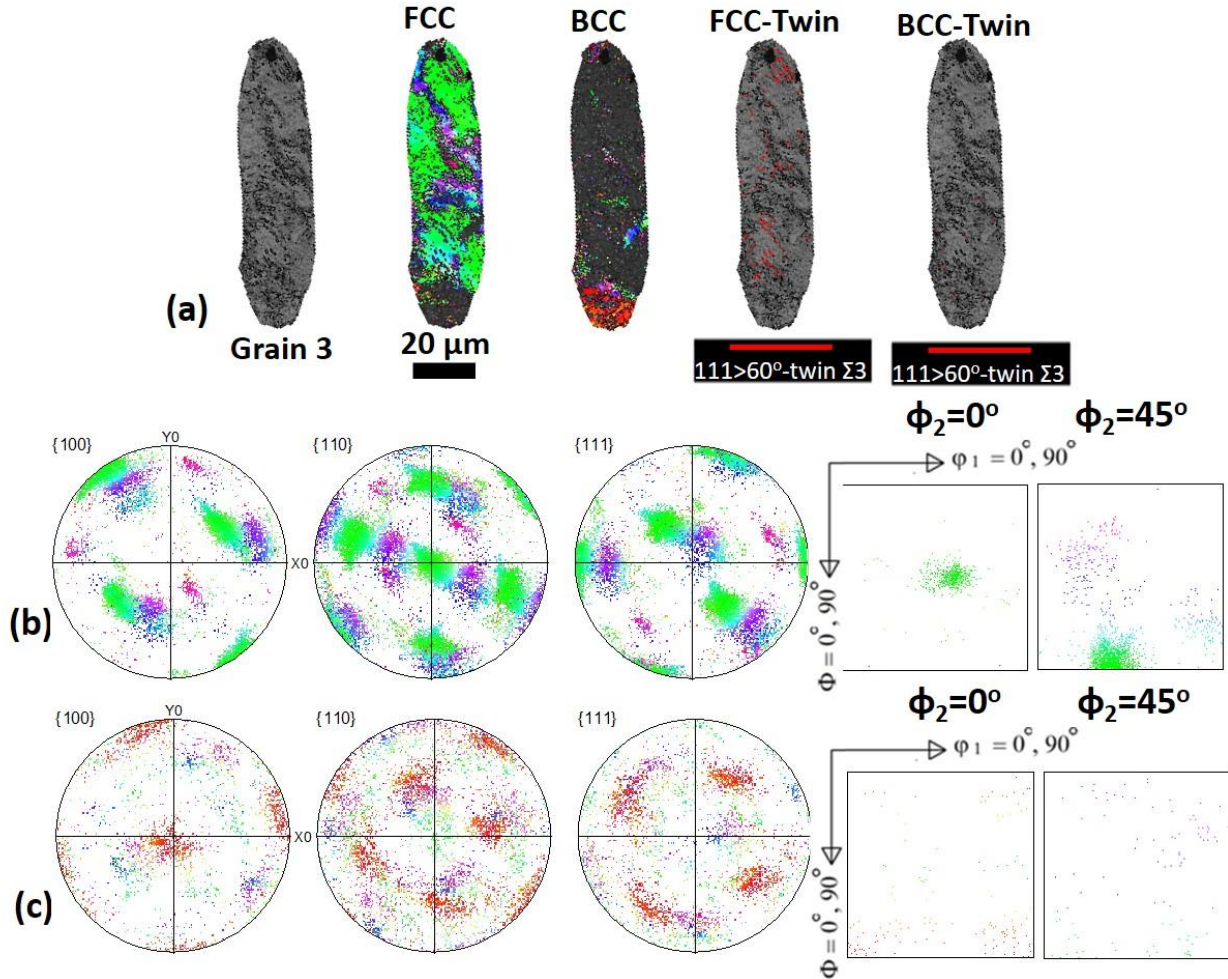 FCC BCC FCC-Twin BCC-Twin
(a)
Grain 3
20 µm
111>60°-twin Σ3
111>60°-twin Σ3
{100}
Y0
{110}
X0
{111}
ϕ₂=0° ϕ₂=45°
φ₁ = 0°, 90°
Φ = 0°, 90°
(b)
{100}
Y0
{110}
X0
{111}
ϕ₂=0° ϕ₂=45°
φ₁ = 0°, 90°
Φ = 0°, 90°
(c)